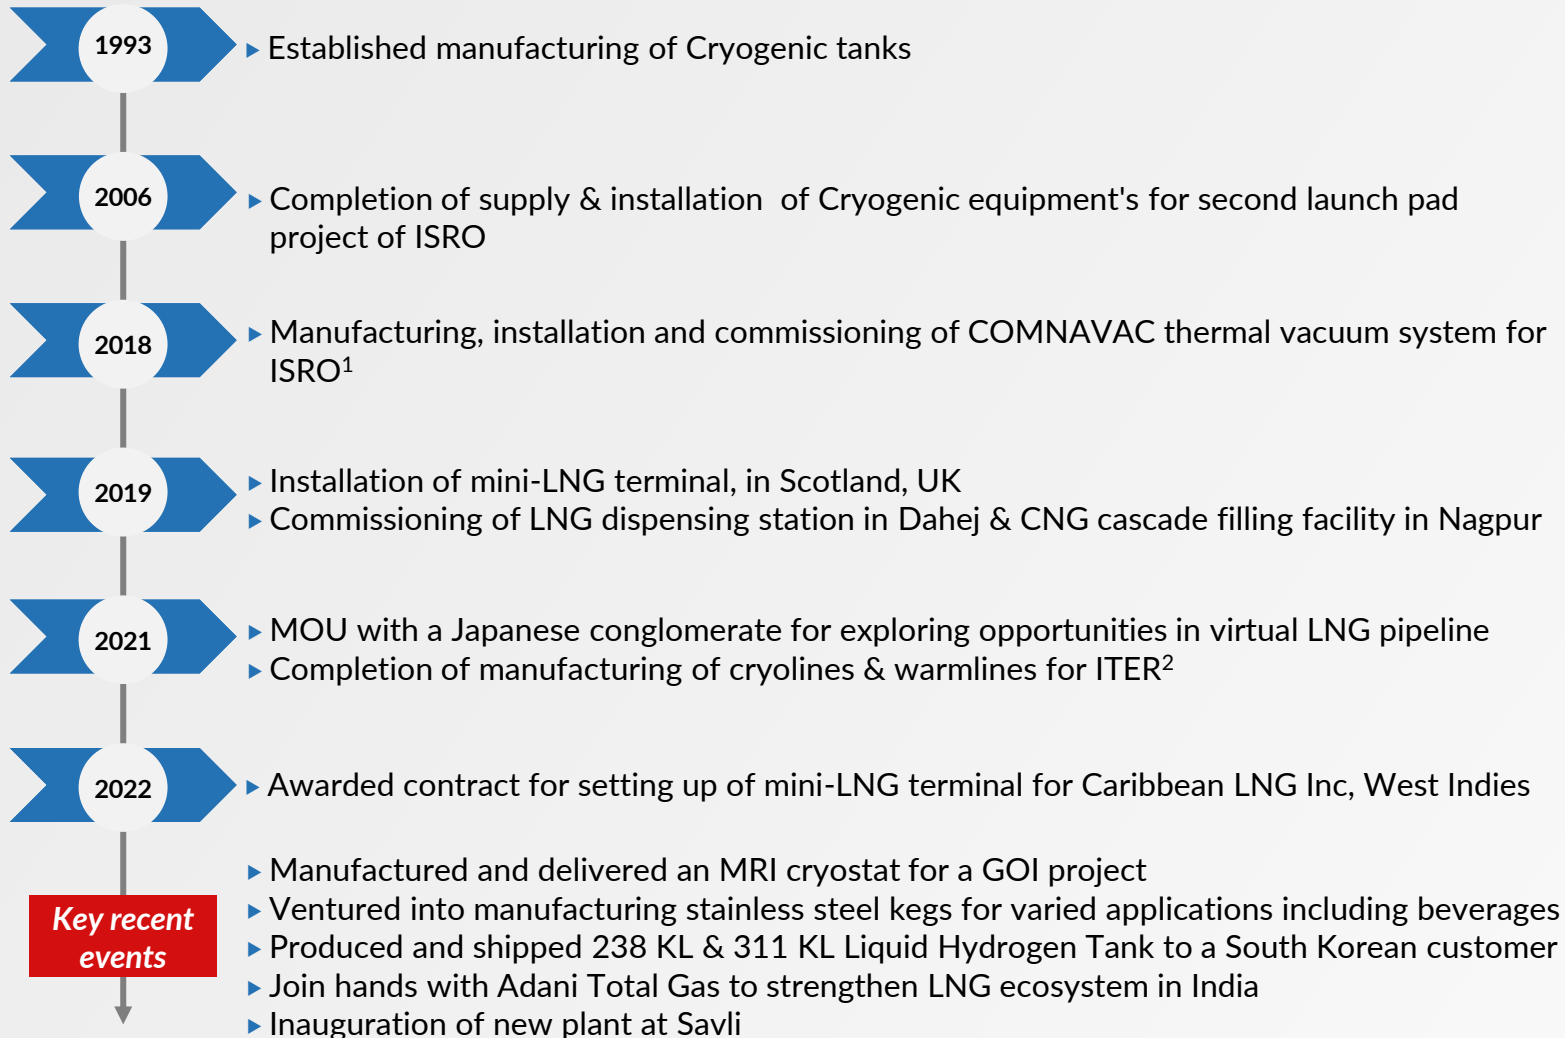 1993
▸ Established manufacturing of Cryogenic tanks
2006
▸ Completion of supply & installation  of Cryogenic equipment's for second launch pad
project of ISRO
2018
▸ Manufacturing, installation and commissioning of COMNAVAC thermal vacuum system for
ISRO¹
2019
▸ Installation of mini-LNG terminal, in Scotland, UK
▸ Commissioning of LNG dispensing station in Dahej & CNG cascade filling facility in Nagpur
2021
▸ MOU with a Japanese conglomerate for exploring opportunities in virtual LNG pipeline
▸ Completion of manufacturing of cryolines & warmlines for ITER²
2022
▸ Awarded contract for setting up of mini-LNG terminal for Caribbean LNG Inc, West Indies
Key recent
events
▸ Manufactured and delivered an MRI cryostat for a GOI project
▸ Ventured into manufacturing stainless steel kegs for varied applications including beverages
▸ Produced and shipped 238 KL & 311 KL Liquid Hydrogen Tank to a South Korean customer
▸ Join hands with Adani Total Gas to strengthen LNG ecosystem in India
▸ Inauguration of new plant at Savli